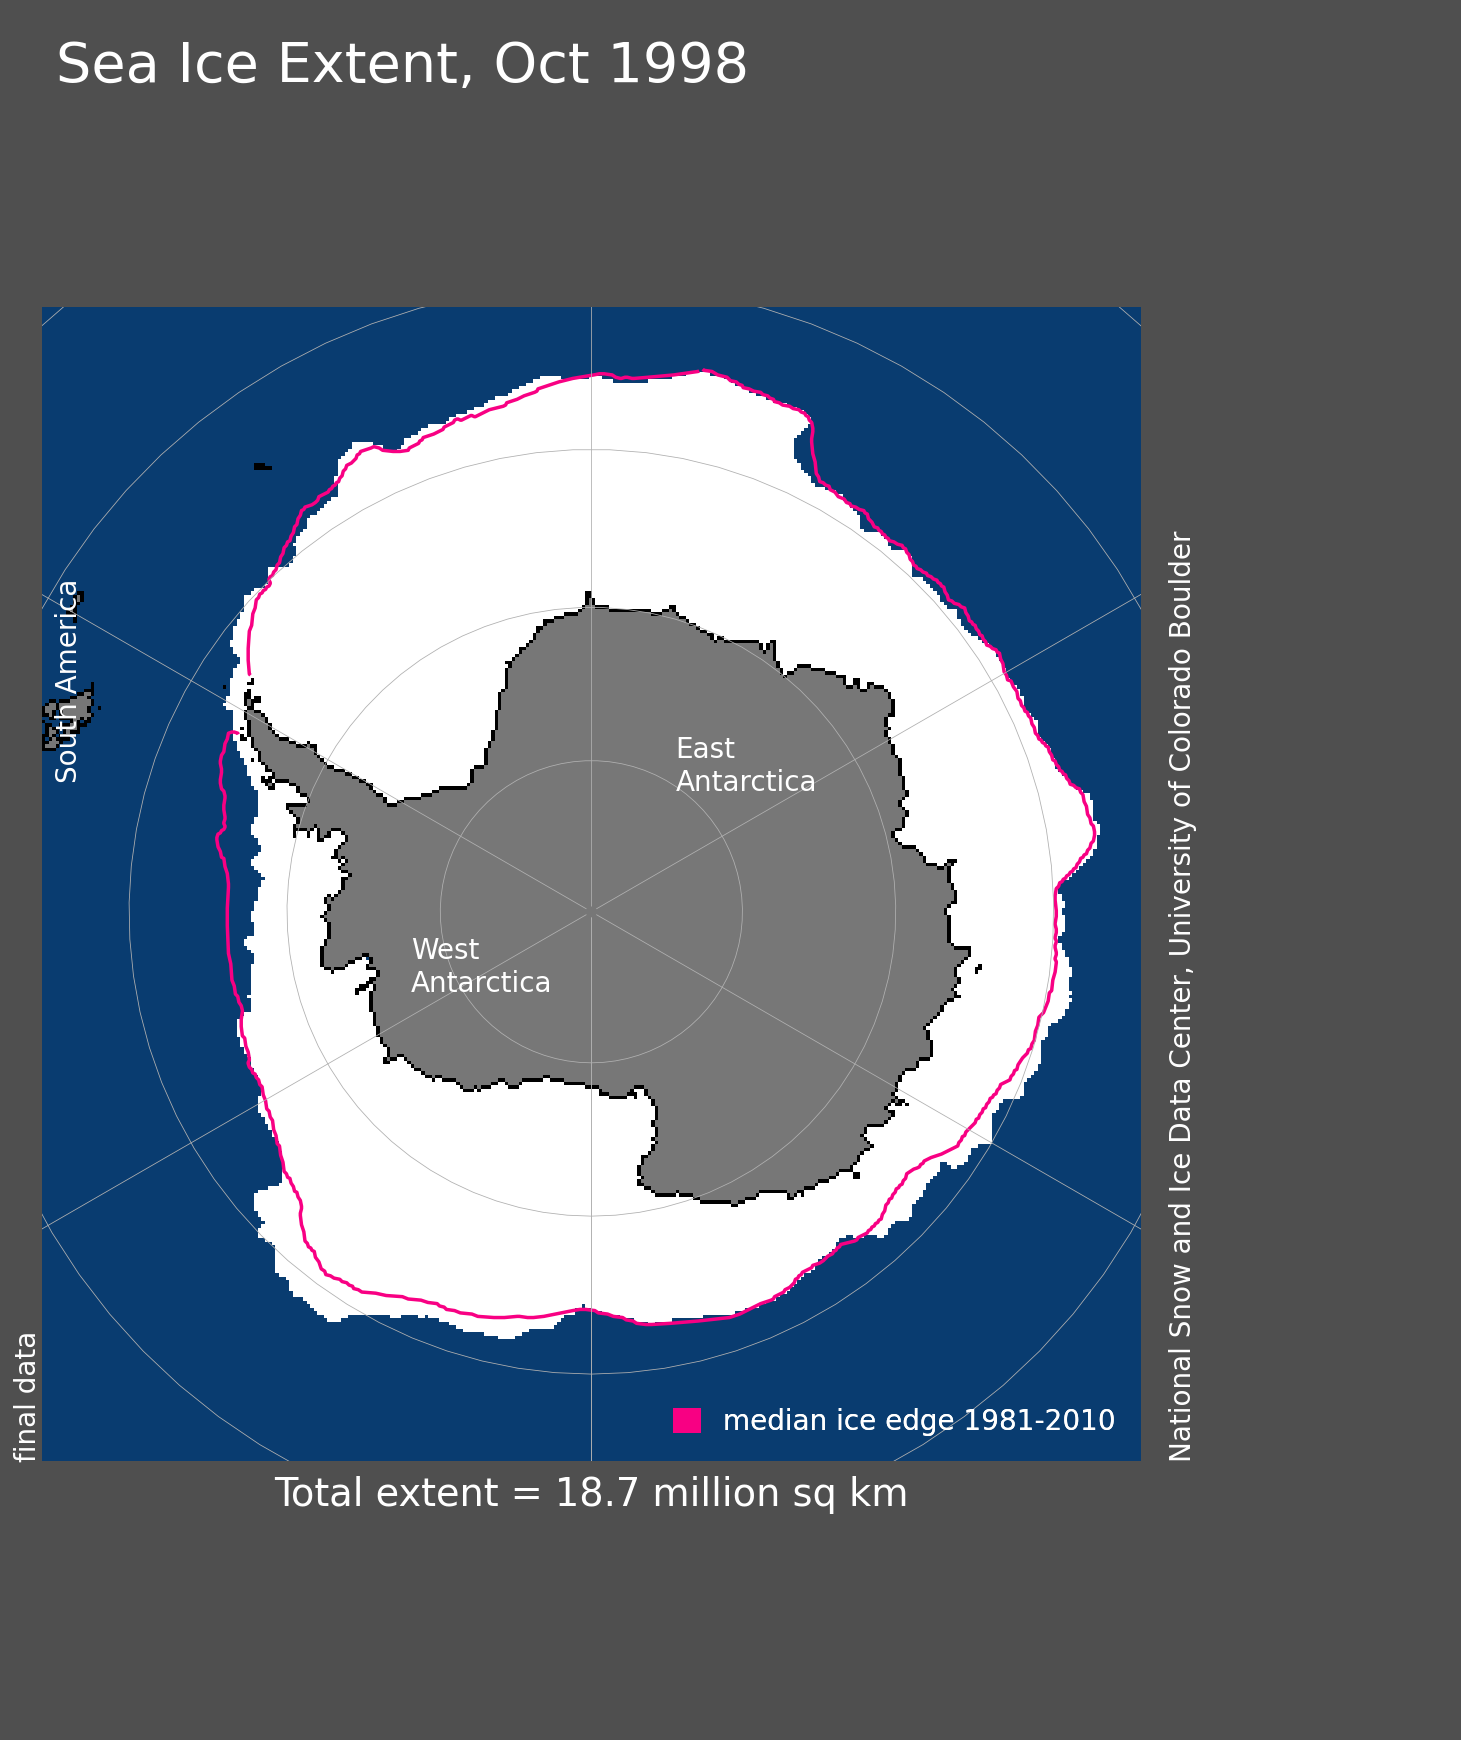 Sea Ice Extent, Oct 1998
South America
East
Antarctica
West
Antarctica
median ice edge 1981-2010
final data
National Snow and Ice Data Center, University of Colorado Boulder
Total extent = 18.7 million sq km